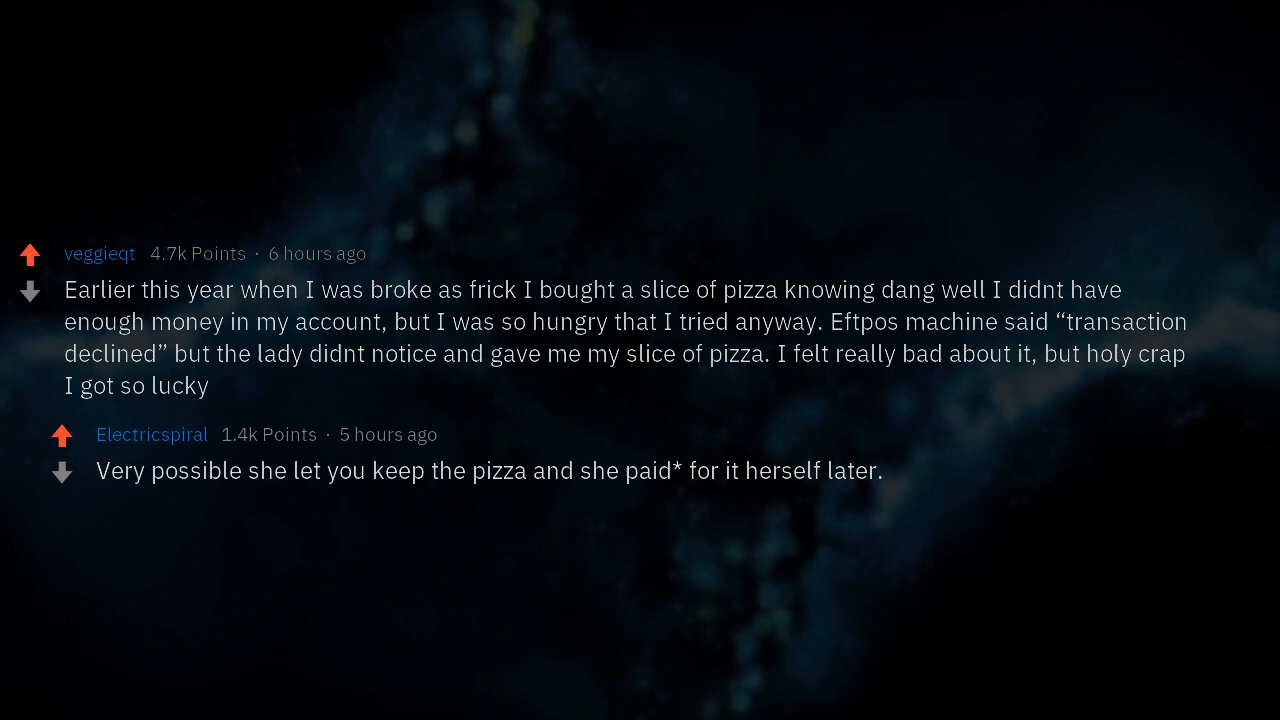 veggieqt 4.7k Points · 6 hours ago
Earlier this year when I was broke as frick I bought a slice of pizza knowing dang well I didnt have
enough money in my account, but I was so hungry that I tried anyway. Eftpos machine said “transaction
declined” but the lady didnt notice and gave me my slice of pizza. I felt really bad about it, but holy crap
I got so lucky
Electricspiral 1.4k Points · 5 hours ago
Very possible she let you keep the pizza and she paid* for it herself later.